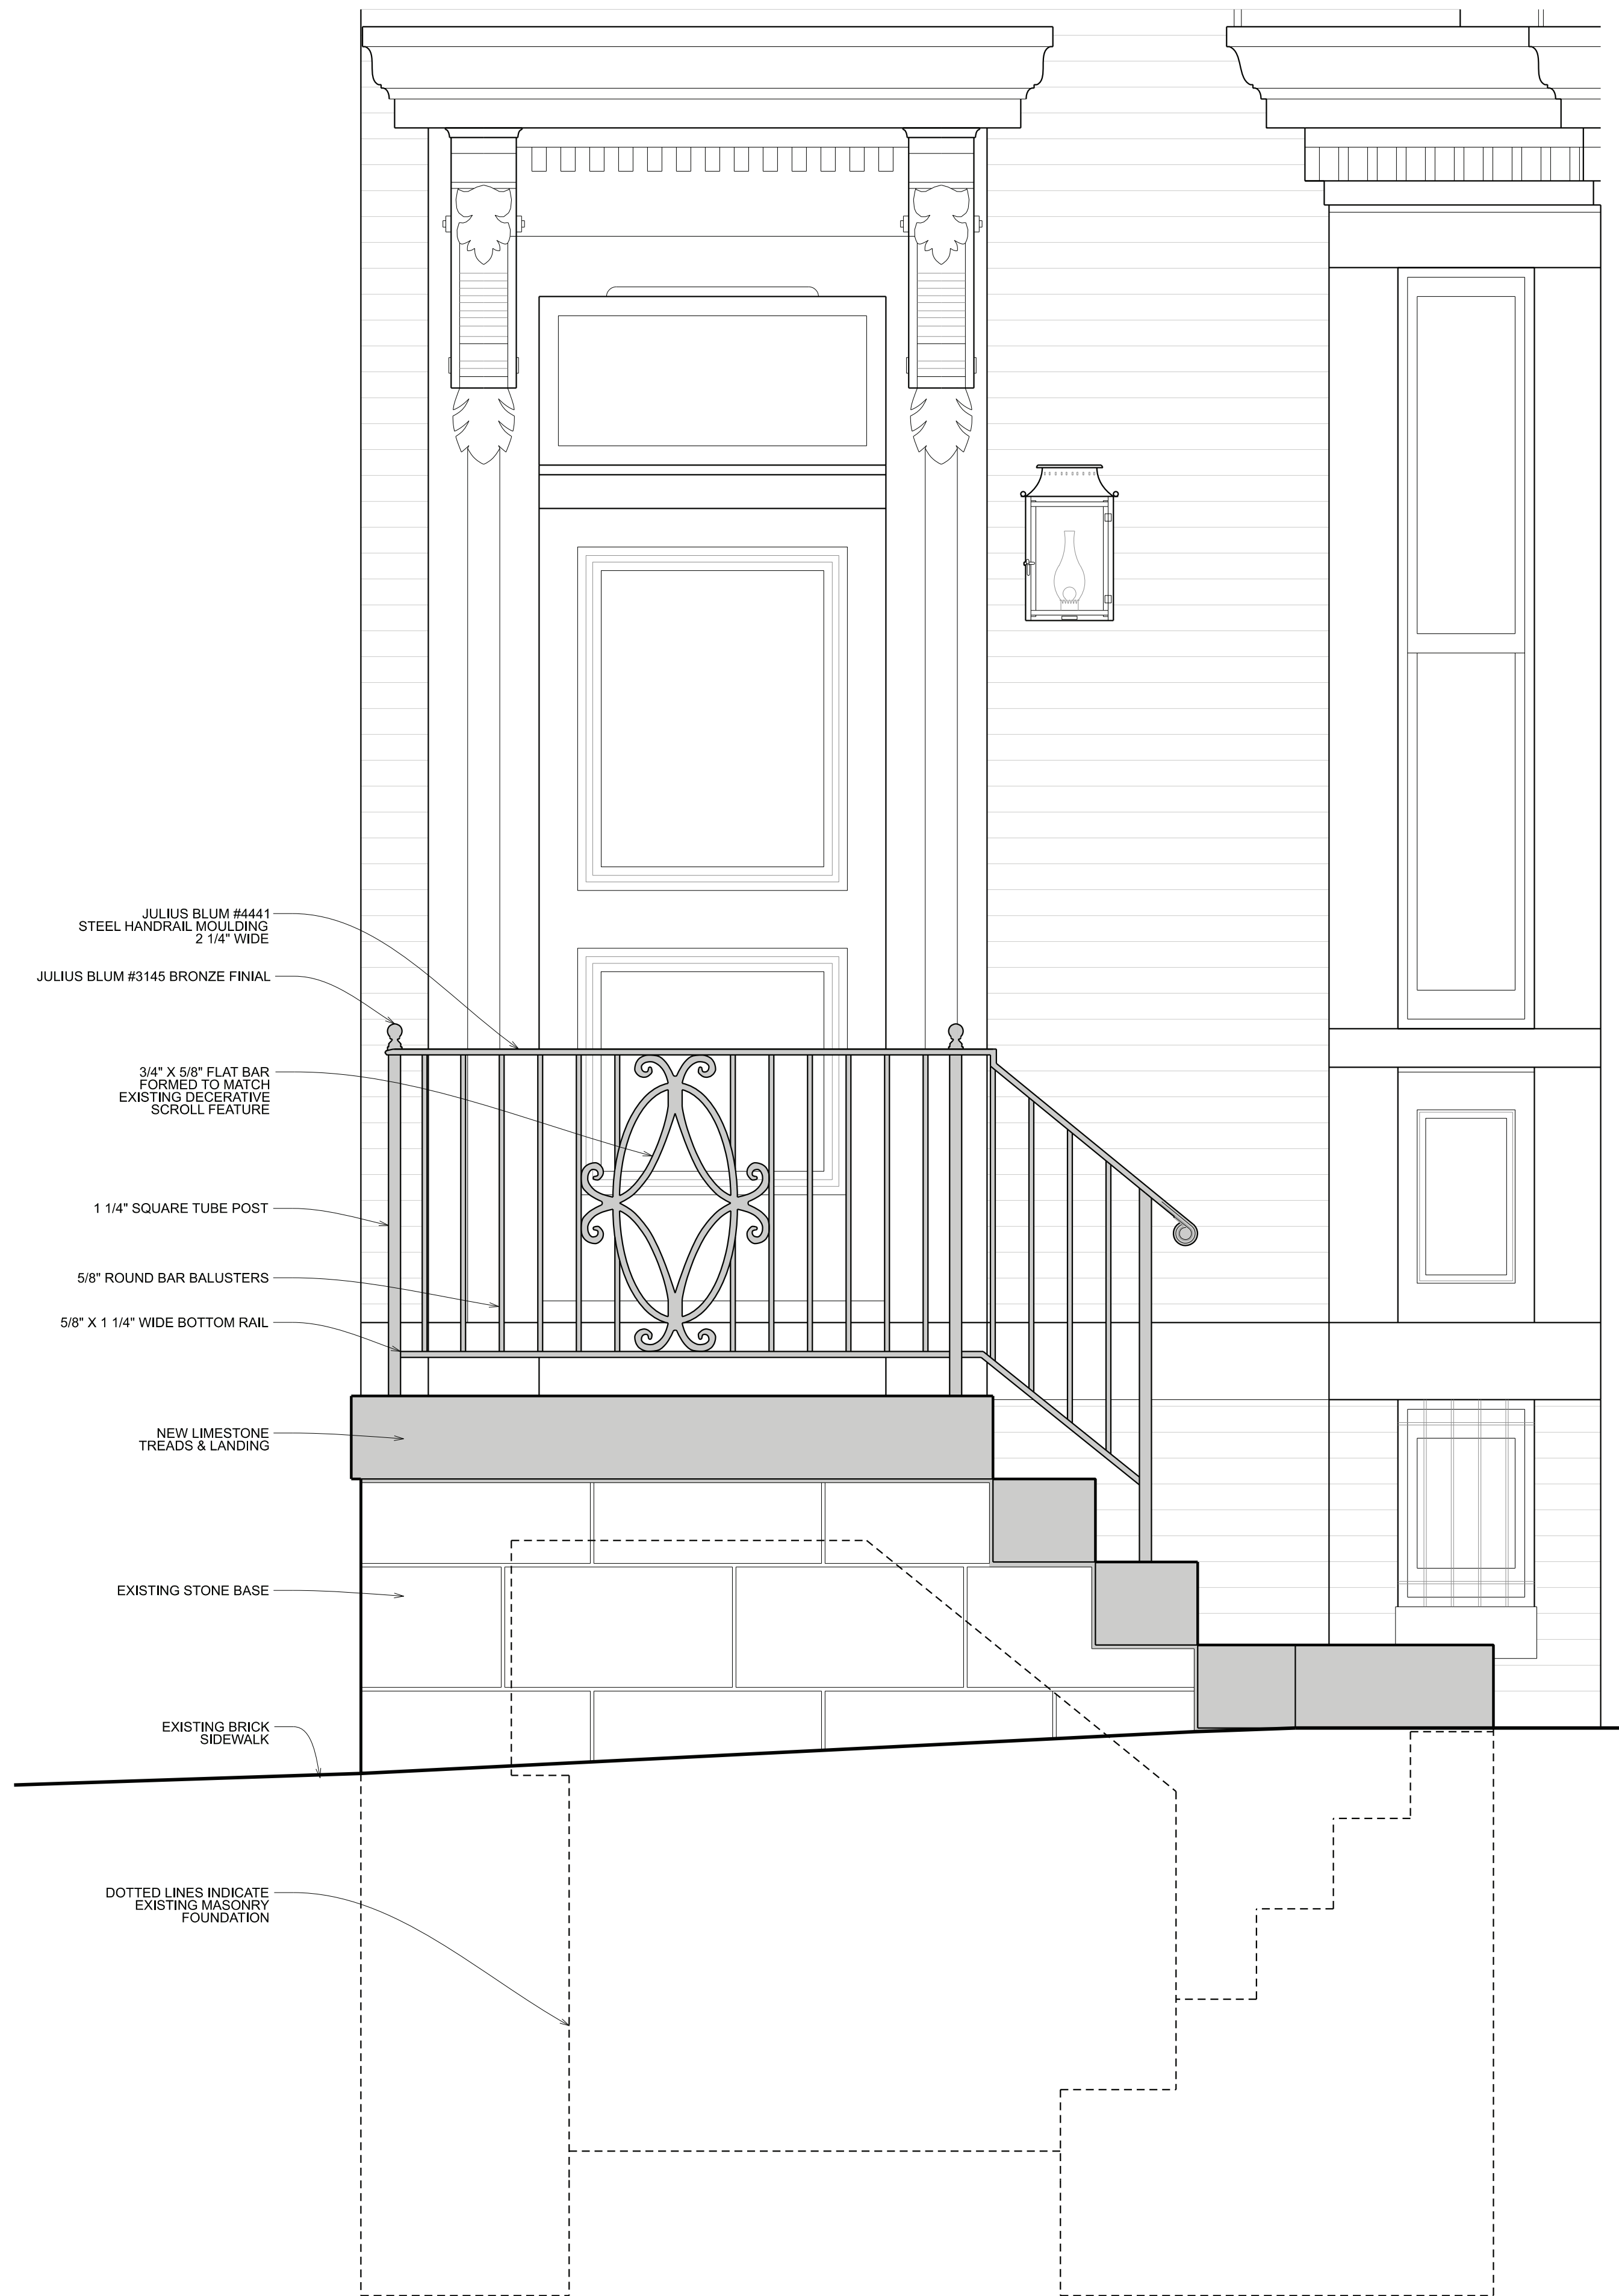 JULIUS BLUM #4441
STEEL HANDRAIL MOULDING
2 1/4" WIDE
JULIUS BLUM #3145 BRONZE FINIAL
3/4" X 5/8" FLAT BAR
FORMED TO MATCH
EXISTING DECERATIVE
SCROLL FEATURE
1 1/4" SQUARE TUBE POST
5/8" ROUND BAR BALUSTERS
5/8" X 1 1/4" WIDE BOTTOM RAIL
NEW LIMESTONE
TREADS & LANDING
EXISTING STONE BASE
EXISTING BRICK
SIDEWALK
DOTTED LINES INDICATE
EXISTING MASONRY
FOUNDATION